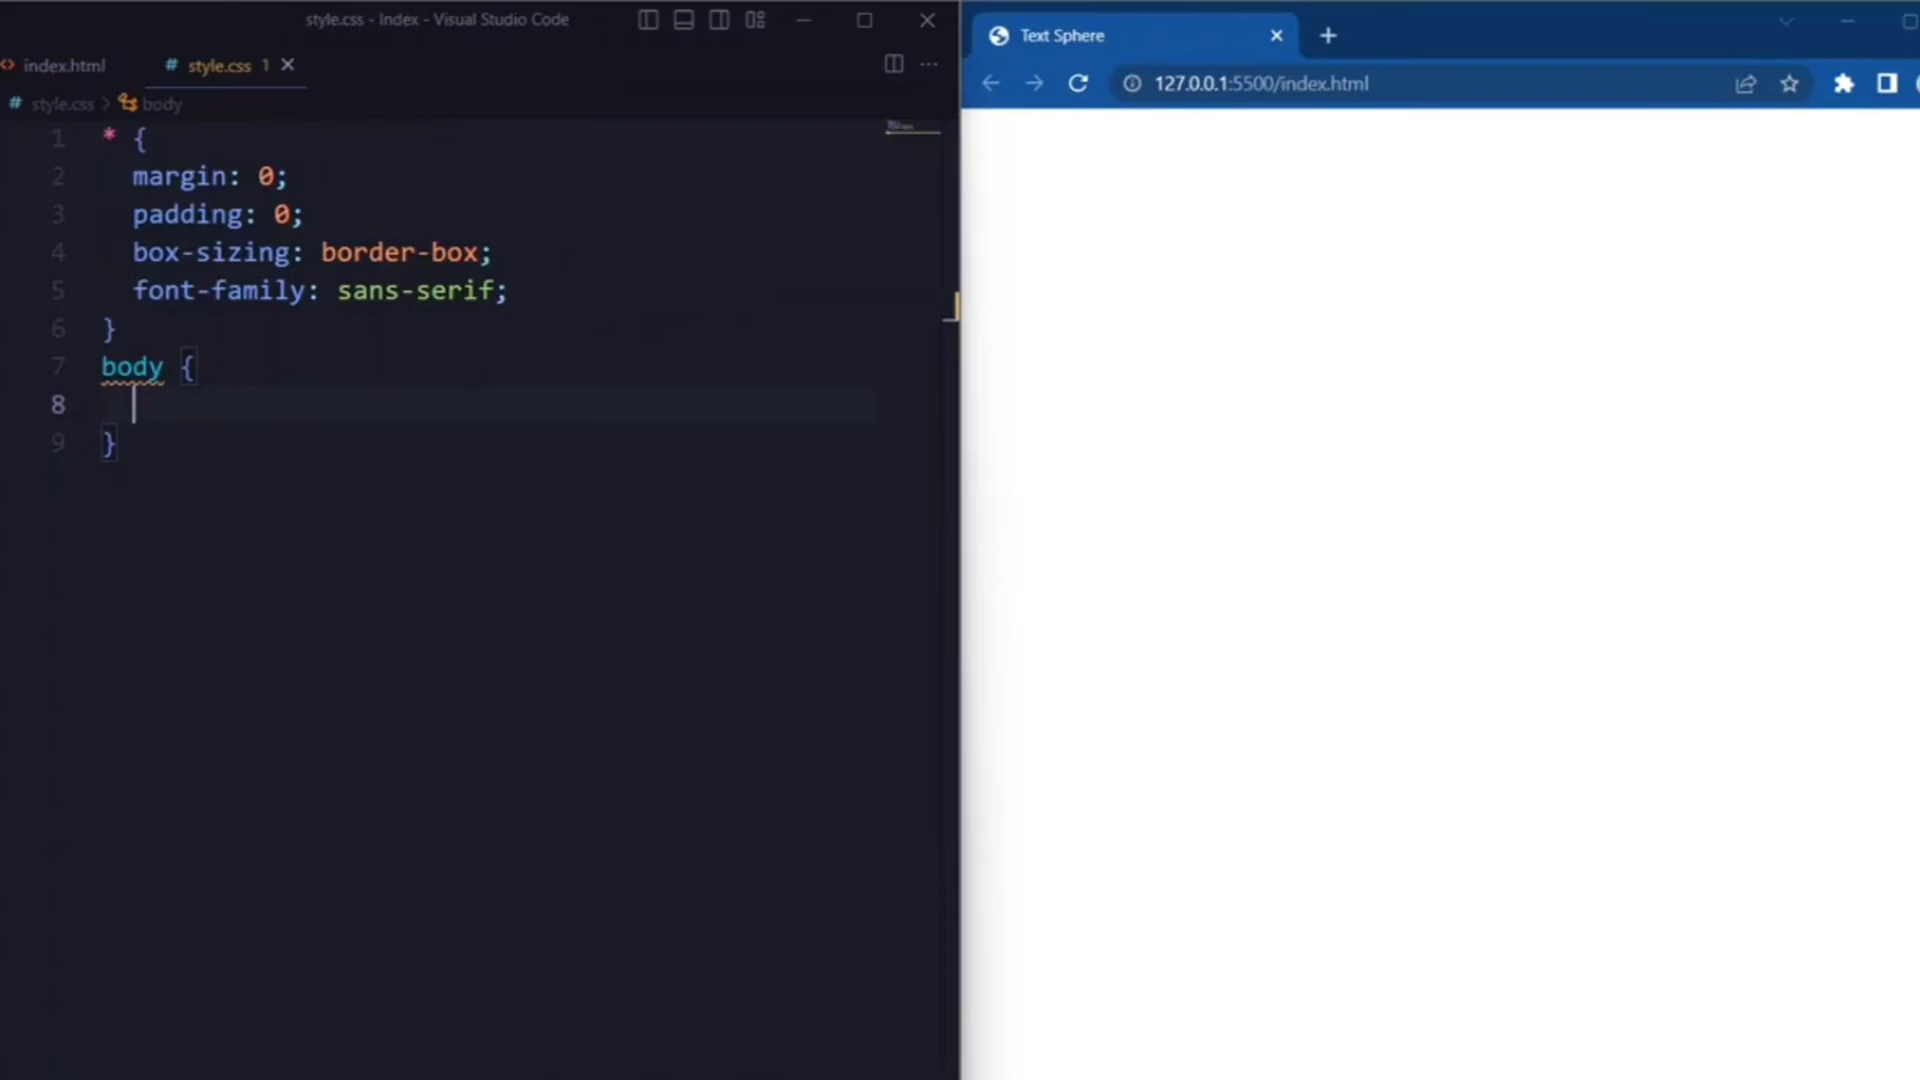 style.css - Index - Visual Studio Code
index.html
# style.css 1
# style.css > body
1 * {
2 margin: 0;
3 padding: 0;
4 box-sizing: border-box;
5 font-family: sans-serif;
6 }
7 body {
8
9 }
Text Sphere
127.0.0.1:5500/index.html